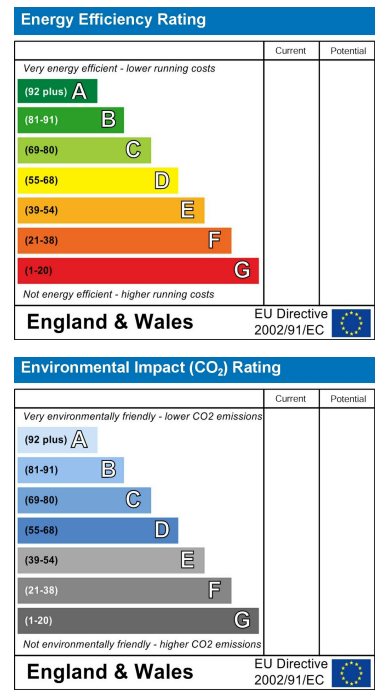 Energy Efficiency Rating
Current Potential
Very energy efficient - lower running costs
(92 plus) A
(81-91) B
(69-80) C
(55-68) D
(39-54) E
(21-38) F
(1-20) G
Not energy efficient - higher running costs
England & Wales
EU Directive
2002/91/EC
Environmental Impact (CO₂) Rating
Current Potential
Very environmentally friendly - lower CO2 emissions
(92 plus) A
(81-91) B
(69-80) C
(55-68) D
(39-54) E
(21-38) F
(1-20) G
Not environmentally friendly - higher CO2 emissions
England & Wales
EU Directive
2002/91/EC